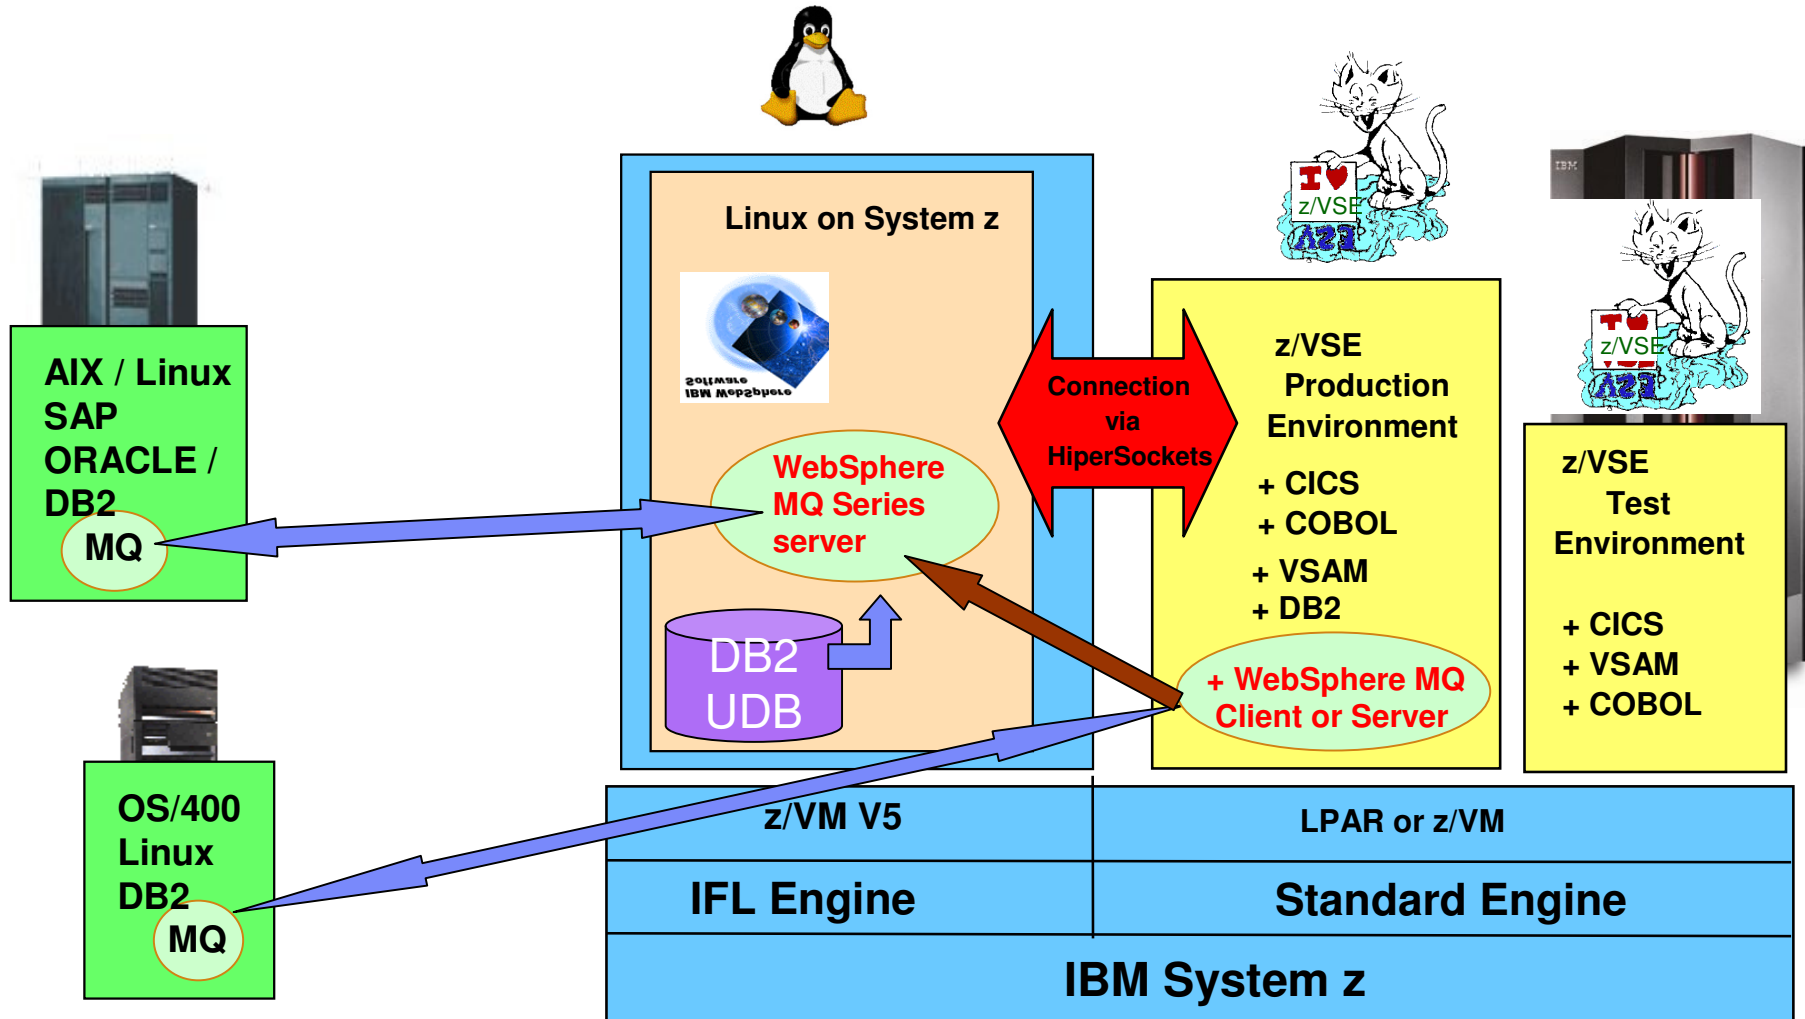 IBM
I ♥
z/VSE
VSE
z/VSE
VSE
Linux on System z
Software
IBM WebSphere
AIX / Linux
SAP
ORACLE /
DB2
MQ
WebSphere
MQ Series
server
DB2
UDB
Connection
via
HiperSockets
z/VSE
Production
Environment
+ CICS
+ COBOL
+ VSAM
+ DB2
+ WebSphere MQ
Client or Server
z/VSE
Test
Environment
+ CICS
+ VSAM
+ COBOL
OS/400
Linux
DB2
MQ
z/VM V5
LPAR or z/VM
IFL Engine
Standard Engine
IBM System z